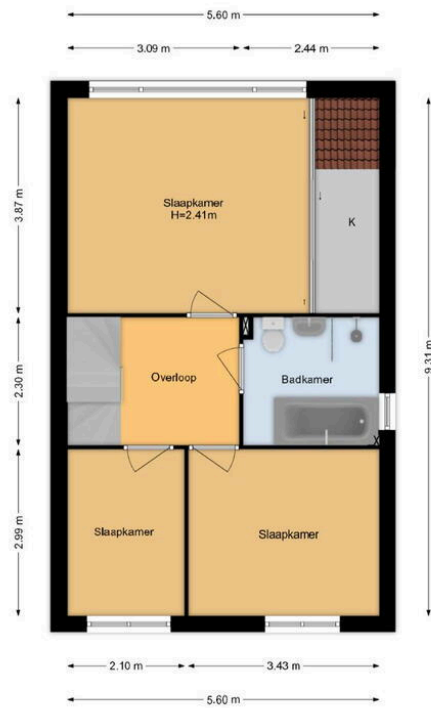 5.60 m
3.09 m
2.44 m
3.87 m
Slaapkamer
H=2.41m
K
9.31 m
2.30 m
Overloop
Badkamer
X
2.99 m
Slaapkamer
Slaapkamer
2.10 m
3.43 m
5.60 m